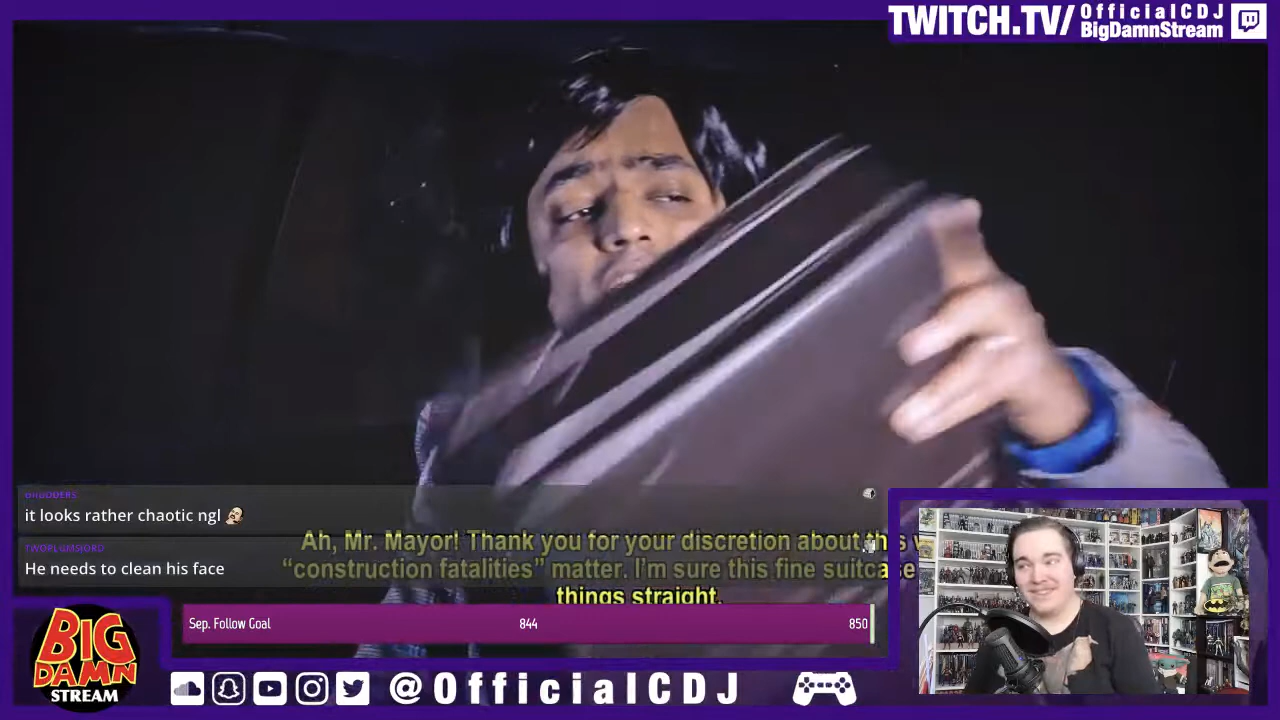 TWITCH.TV/ OfficialCDJ
BigDamnStream
it looks rather chaotic ngl
He needs to clean his face
Ah, Mr. Mayor! Thank you for your discretion about this
“construction fatalities” matter. I'm sure this fine suitcase
things straight.
Sep. Follow Goal 844 850
BIG
DAMN
STREAM
@OfficialCDJ